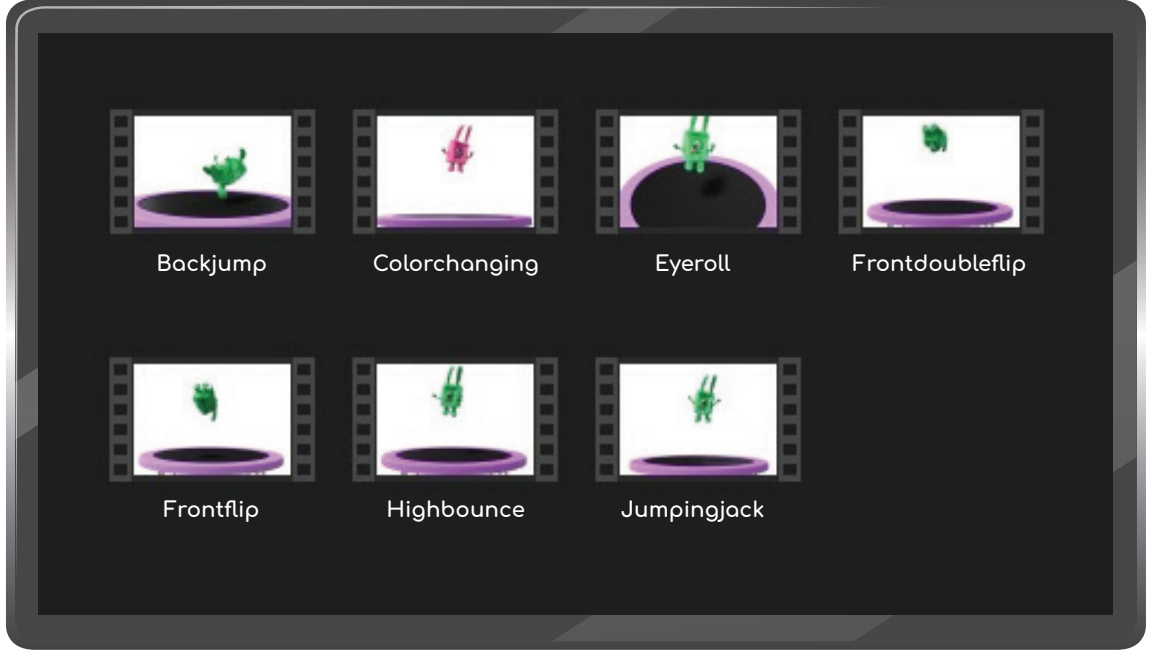 Backjump
Colorchanging
Eyeroll
Frontdoubleflip
Frontflip
Highbounce
Jumpingjack